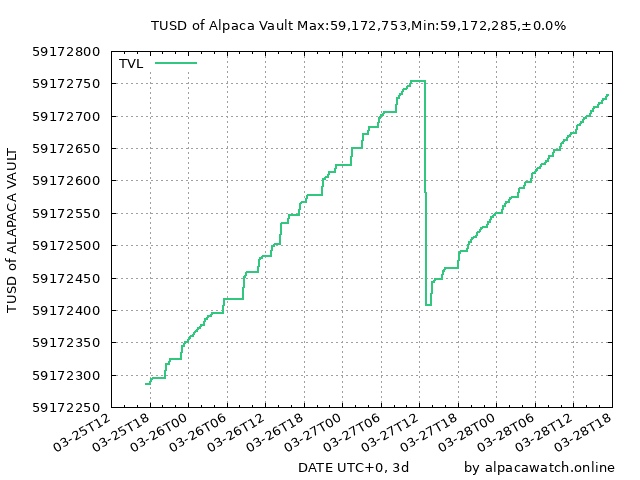 TUSD of Alpaca Vault Max:59,172,753,Min:59,172,285,±0.0%
TVL
TUSD of ALAPACA VAULT
59172800
59172750
59172700
59172650
59172600
59172550
59172500
59172450
59172400
59172350
59172300
59172250
03-25T12
03-25T18
03-26T00
03-26T06
03-26T12
03-26T18
03-27T00
03-27T06
03-27T12
03-27T18
03-28T00
03-28T06
03-28T12
03-28T18
DATE UTC+0, 3d
by alpacawatch.online